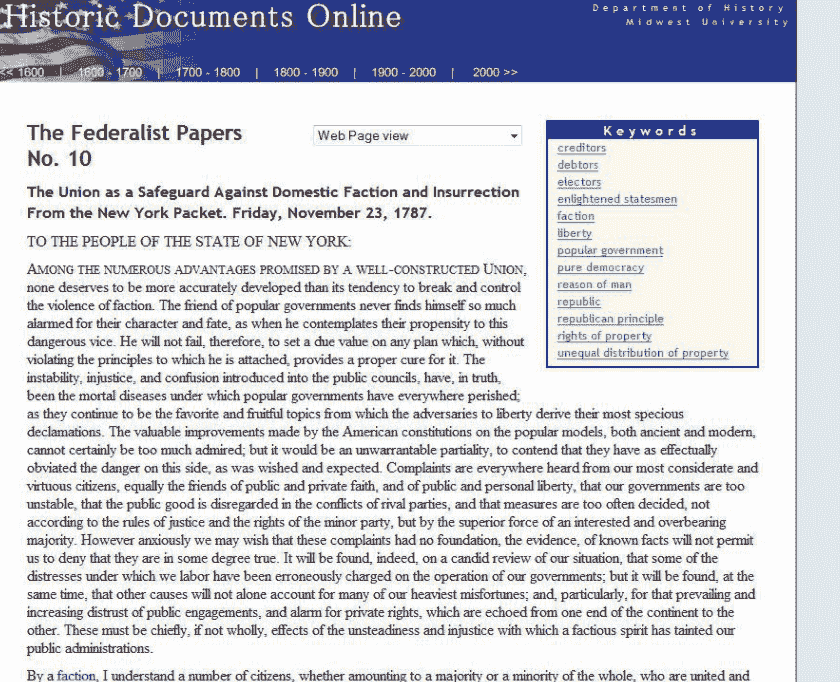 Historic Documents Online
Department of History
Midwest University
<< 1600 | 1600 - 1700 | 1700 - 1800 | 1800 - 1900 | 1900 - 2000 | 2000 >>
The Federalist Papers
No. 10
Web Page view
The Union as a Safeguard Against Domestic Faction and Insurrection
From the New York Packet. Friday, November 23, 1787.
TO THE PEOPLE OF THE STATE OF NEW YORK:
AMONG THE NUMEROUS ADVANTAGES PROMISED BY A WELL-CONSTRUCTED UNION,
none deserves to be more accurately developed than its tendency to break and control
the violence of faction. The friend of popular governments never finds himself so much
alarmed for their character and fate, as when he contemplates their propensity to this
dangerous vice. He will not fail, therefore, to set a due value on any plan which, without
violating the principles to which he is attached, provides a proper cure for it. The
instability, injustice, and confusion introduced into the public councils, have, in truth,
been the mortal diseases under which popular governments have everywhere perished;
as they continue to be the favorite and fruitful topics from which the adversaries to liberty derive their most specious
declamations. The valuable improvements made by the American constitutions on the popular models, both ancient and modern,
cannot certainly be too much admired; but it would be an unwarrantable partiality, to contend that they have as effectually
obviated the danger on this side, as was wished and expected. Complaints are everywhere heard from our most considerate and
virtuous citizens, equally the friends of public and private faith, and of public and personal liberty, that our governments are too
unstable, that the public good is disregarded in the conflicts of rival parties, and that measures are too often decided, not
according to the rules of justice and the rights of the minor party, but by the superior force of an interested and overbearing
majority. However anxiously we may wish that these complaints had no foundation, the evidence, of known facts will not permit
us to deny that they are in some degree true. It will be found, indeed, on a candid review of our situation, that some of the
distresses under which we labor have been erroneously charged on the operation of our governments; but it will be found, at the
same time, that other causes will not alone account for many of our heaviest misfortunes; and, particularly, for that prevailing and
increasing distrust of public engagements, and alarm for private rights, which are echoed from one end of the continent to the
other. These must be chiefly, if not wholly, effects of the unsteadiness and injustice with which a factious spirit has tainted our
public administrations.
By a faction, I understand a number of citizens, whether amounting to a majority or a minority of the whole, who are united and
Keywords
creditors
debtors
electors
enlightened statesmen
faction
liberty
popular government
pure democracy
reason of man
republic
republican principle
rights of property
unequal distribution of property